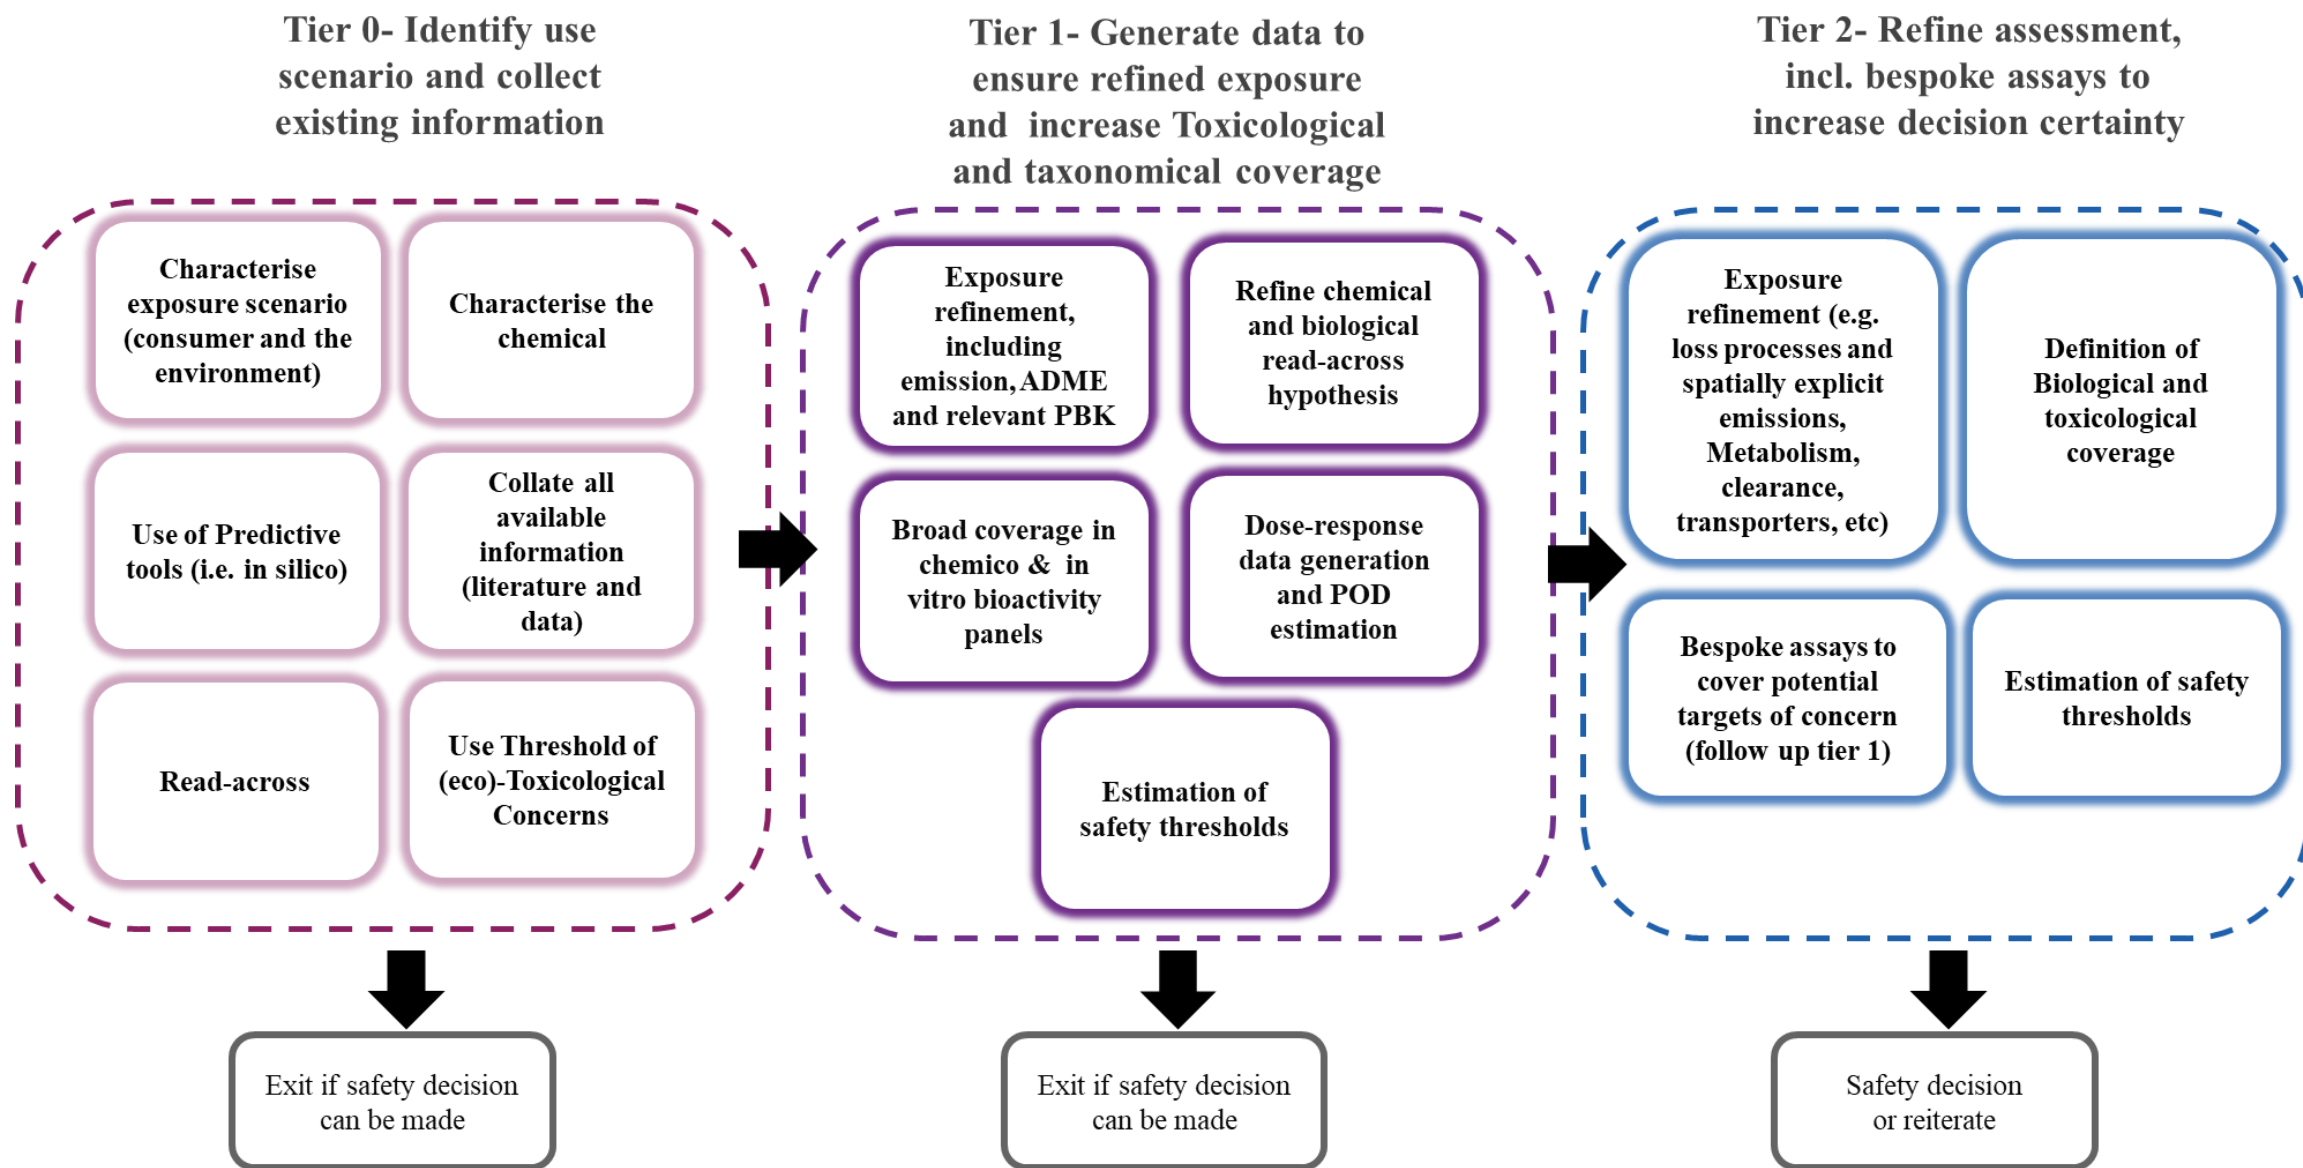 Tier 0- Identify use
scenario and collect
existing information
Characterise
exposure scenario
(consumer and the
environment)
Characterise the
chemical
Use of Predictive
tools (i.e. in silico)
Collate all
available
information
(literature and
data)
Read-across
Use Threshold of
(eco)-Toxicological
Concerns
Exit if safety decision
can be made
Tier 1- Generate data to
ensure refined exposure
and increase Toxicological
and taxonomical coverage
Exposure
refinement,
including
emission, ADME
and relevant PBK
Refine chemical
and biological
read-across
hypothesis
Broad coverage in
chemico & in
vitro bioactivity
panels
Dose-response
data generation
and POD
estimation
Estimation of
safety thresholds
Exit if safety decision
can be made
Tier 2- Refine assessment,
incl. bespoke assays to
increase decision certainty
Exposure
refinement (e.g.
loss processes and
spatially explicit
emissions,
Metabolism,
clearance,
transporters, etc)
Definition of
Biological and
toxicological
coverage
Bespoke assays to
cover potential
targets of concern
(follow up tier 1)
Estimation of safety
thresholds
Safety decision
or reiterate